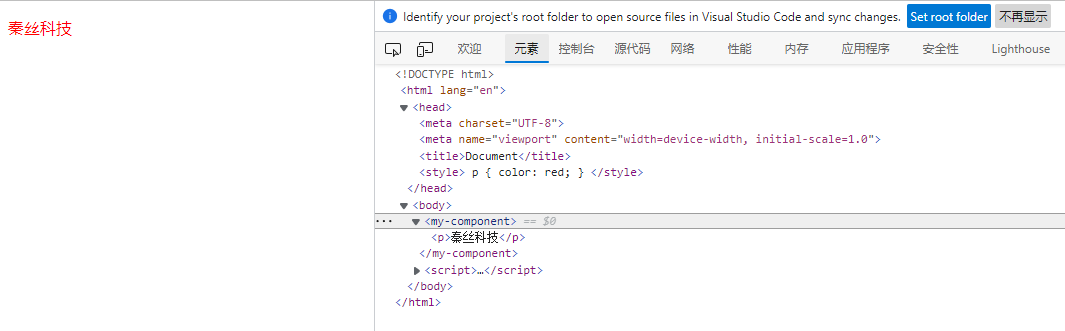 秦丝科技
Identify your project's root folder to open source files in Visual Studio Code and sync changes. Set root folder 不再显示
欢迎 元素 控制台 源代码 网络 性能 内存 应用程序 安全性 Lighthouse
<!DOCTYPE html>
<html lang="en">
<head>
<meta charset="UTF-8">
<meta name="viewport" content="width=device-width, initial-scale=1.0">
<title>Document</title>
<style> p { color: red; } </style>
</head>
<body>
<my-component> == $0
<p>秦丝科技</p>
</my-component>
<script>…</script>
</body>
</html>